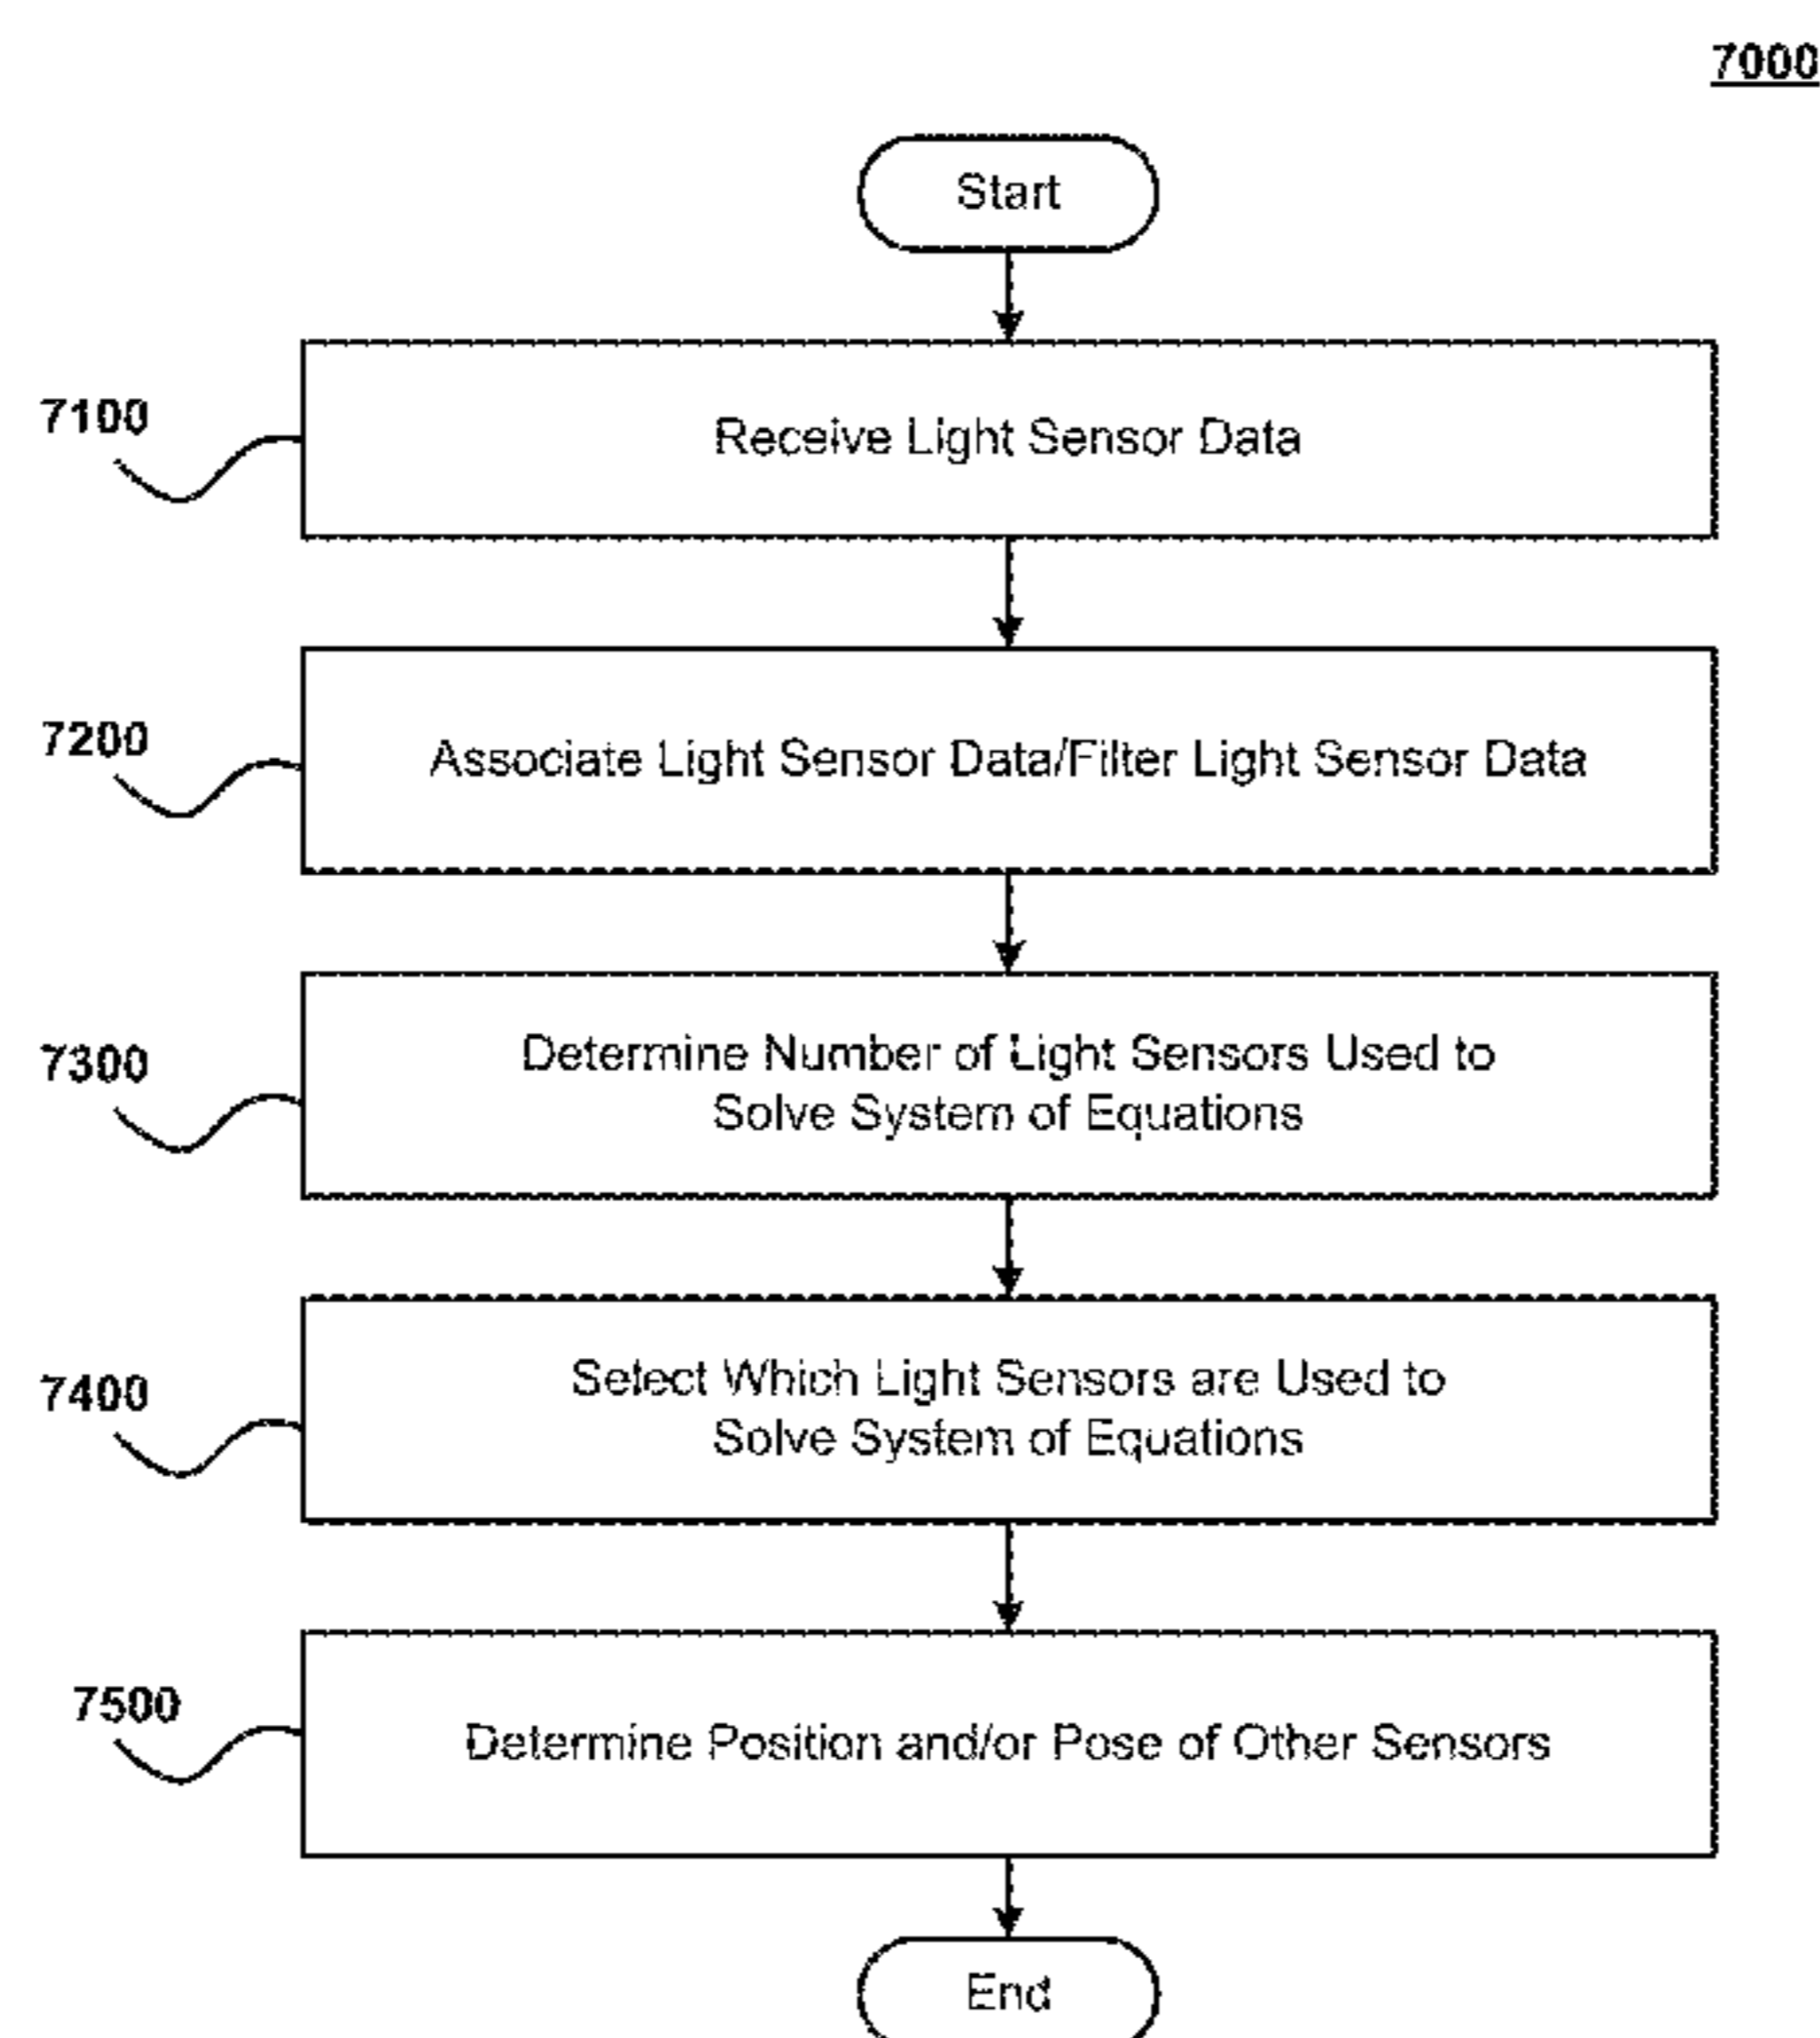 7000
Start
7100
Receive Light Sensor Data
7200
Associate Light Sensor Data/Filter Light Sensor Data
7300
Determine Number of Light Sensors Used to
Solve System of Equations
7400
Select Which Light Sensors are Used to
Solve System of Equations
7500
Determine Position and/or Pose of Other Sensors
End